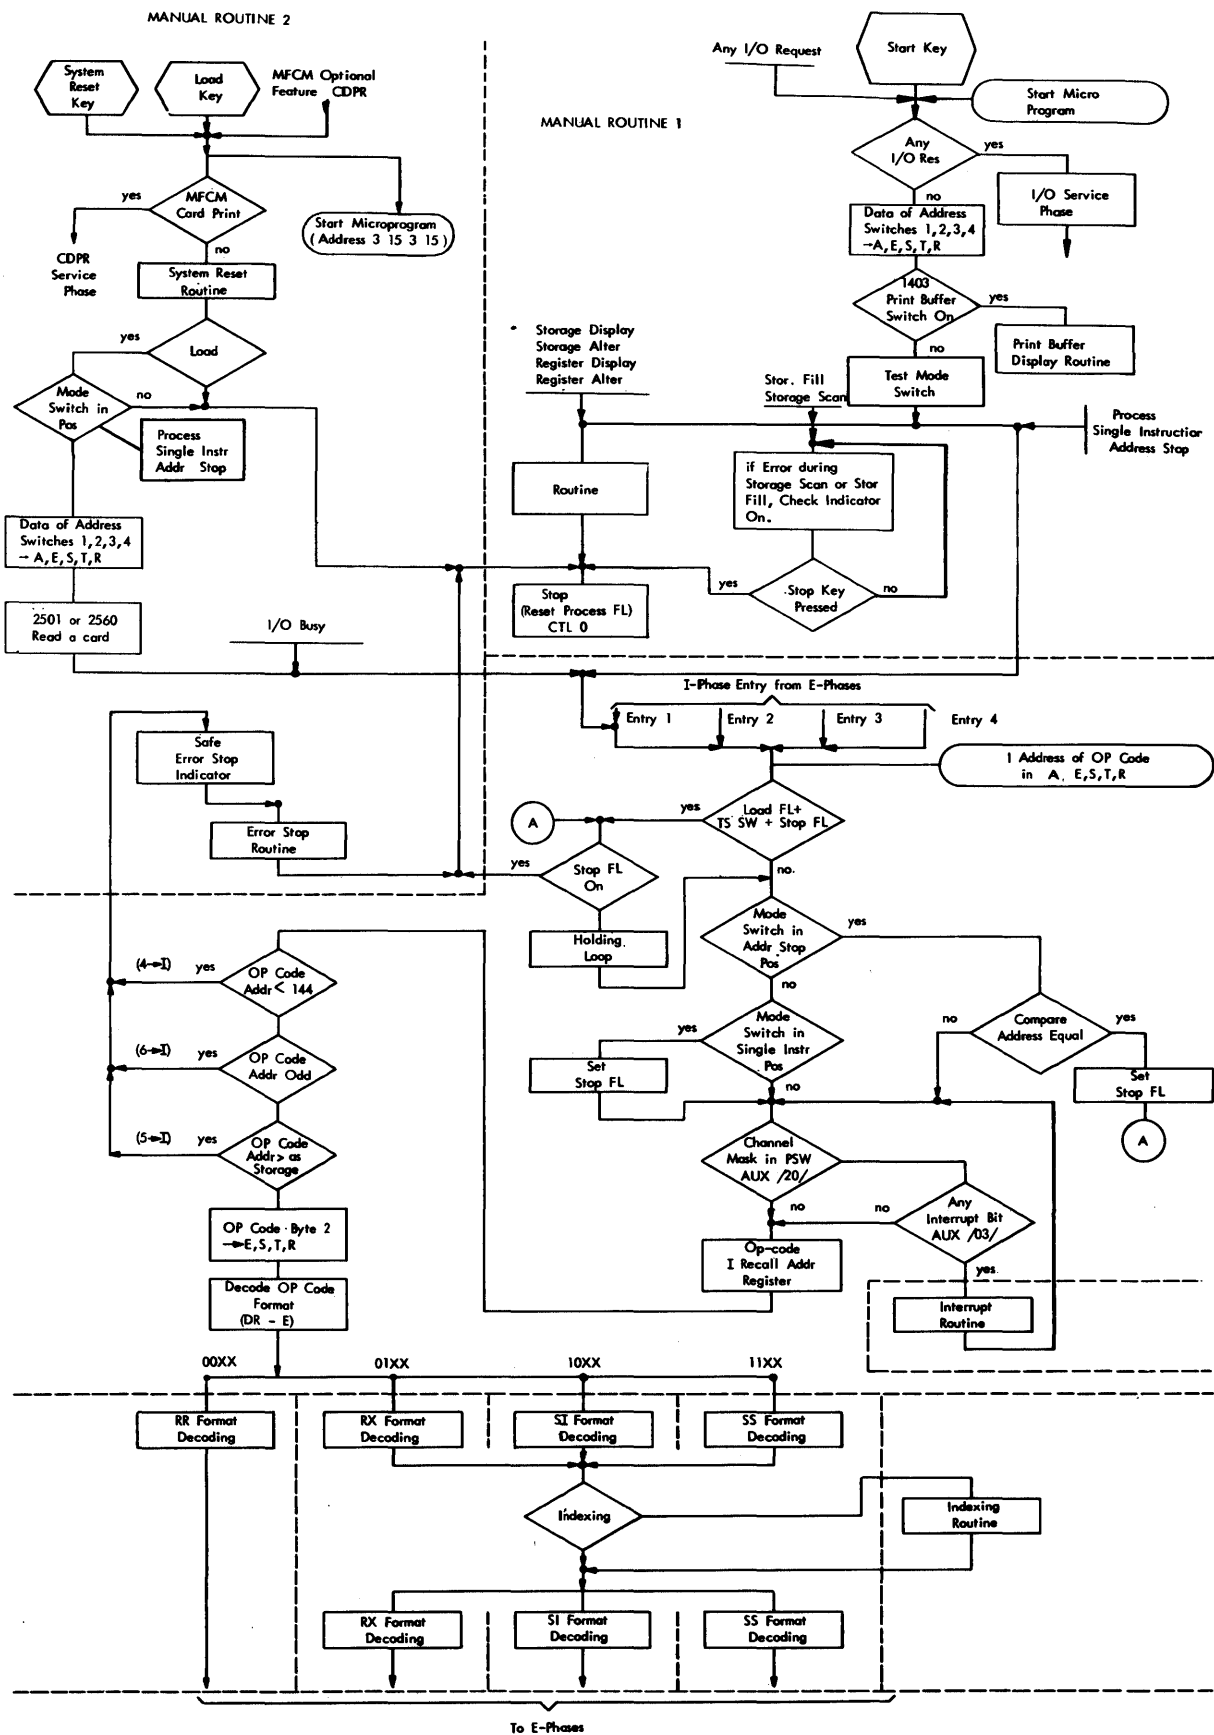 MANUAL ROUTINE 2
System
Reset
Key
Load
Key
MFCM Optional
Feature CDPR
MFCM
Card Print
yes
no
CDPR
Service
Phase
Start Microprogram
( Address 3 15 3 15 )
System Reset
Routine
Load
yes
Mode
Switch in
Pos
no
Process
Single Instr
Addr Stop
Data of Address
Switches 1,2,3,4
→ A,E,S,T,R
2501 or 2560
Read a card
I/O Busy
MANUAL ROUTINE 1
Any I/O Request
Start Key
Start Micro
Program
Any
I/O Res
yes
no
I/O Service
Phase
Data of Address
Switches 1,2,3,4
→A,E,S,T,R
1403
Print Buffer
Switch On
yes
no
Print Buffer
Display Routine
Test Mode
Switch
Storage Display
Storage Alter
Register Display
Register Alter
Stor. Fill
Storage Scan
Process
Single Instruction
Address Stop
Routine
if Error during
Storage Scan or Stor
Fill, Check Indicator
On.
Stop Key
Pressed
yes
no
Stop
(Reset Process FL)
CTL 0
I-Phase Entry from E-Phases
Entry 1
Entry 2
Entry 3
Entry 4
I Address of OP Code
in A, E,S,T,R
Safe
Error Stop
Indicator
Error Stop
Routine
A
yes
Load FL+
TS SW + Stop FL
no.
yes
Stop FL
On
Holding
Loop
Mode
Switch in
Addr Stop
Pos
yes
no
Compare
Address Equal
no
yes
Set
Stop FL
A
Mode
Switch in
Single Instr
Pos
yes
no
Set
Stop FL
Channel
Mask in PSW
AUX /20/
no
Any
Interrupt Bit
AUX /03/
no
yes.
Op-code
I Recall Addr
Register
Interrupt
Routine
(4→I)
yes
OP Code
Addr < 144
(6→I)
yes
OP Code
Addr Odd
(5→I)
yes
OP Code
Addr> as
Storage
OP Code · Byte 2
→E,S,T,R
Decode OP Code
Format
(DR - E)
00XX
01XX
10XX
11XX
RR Format
Decoding
RX Format
Decoding
SI Format
Decoding
SS Format
Decoding
Indexing
Indexing
Routine
RX Format
Decoding
SI Format
Decoding
SS Format
Decoding
To E-Phases